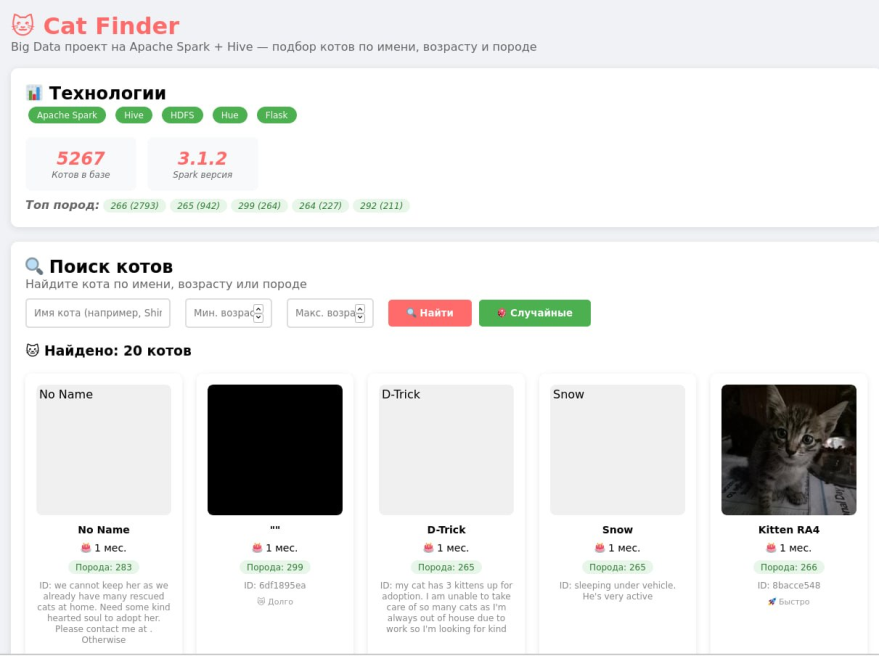 Cat Finder
Big Data проект на Apache Spark + Hive — подбор котов по имени, возрасту и породе
Технологии
Apache Spark Hive HDFS Hue Flask
5267 3.1.2
Котов в базе Spark версия
Топ пород: 266 (2793) 265 (942) 299 (264) 264 (227) 292 (211)
Поиск котов
Найдите кота по имени, возрасту или породе
Имя кота (например, Shir Мин. возрас Макс. возра Найти Случайные
Найдено: 20 котов
No Name
No Name
1 мес.
Порода: 283
ID: we cannot keep her as we
already have many rescued
cats at home. Need some kind
hearted soul to adopt her.
Please contact me at .
Otherwise
""
1 мес.
Порода: 299
ID: 6df1895ea
Долго
D-Trick
D-Trick
1 мес.
Порода: 265
ID: my cat has 3 kittens up for
adoption. I am unable to take
care of so many cats as I'm
always out of house due to
work so I'm looking for kind
Snow
Snow
1 мес.
Порода: 265
ID: sleeping under vehicle.
He's very active
Kitten RA4
1 мес.
Порода: 266
ID: 8bacce548
Быстро